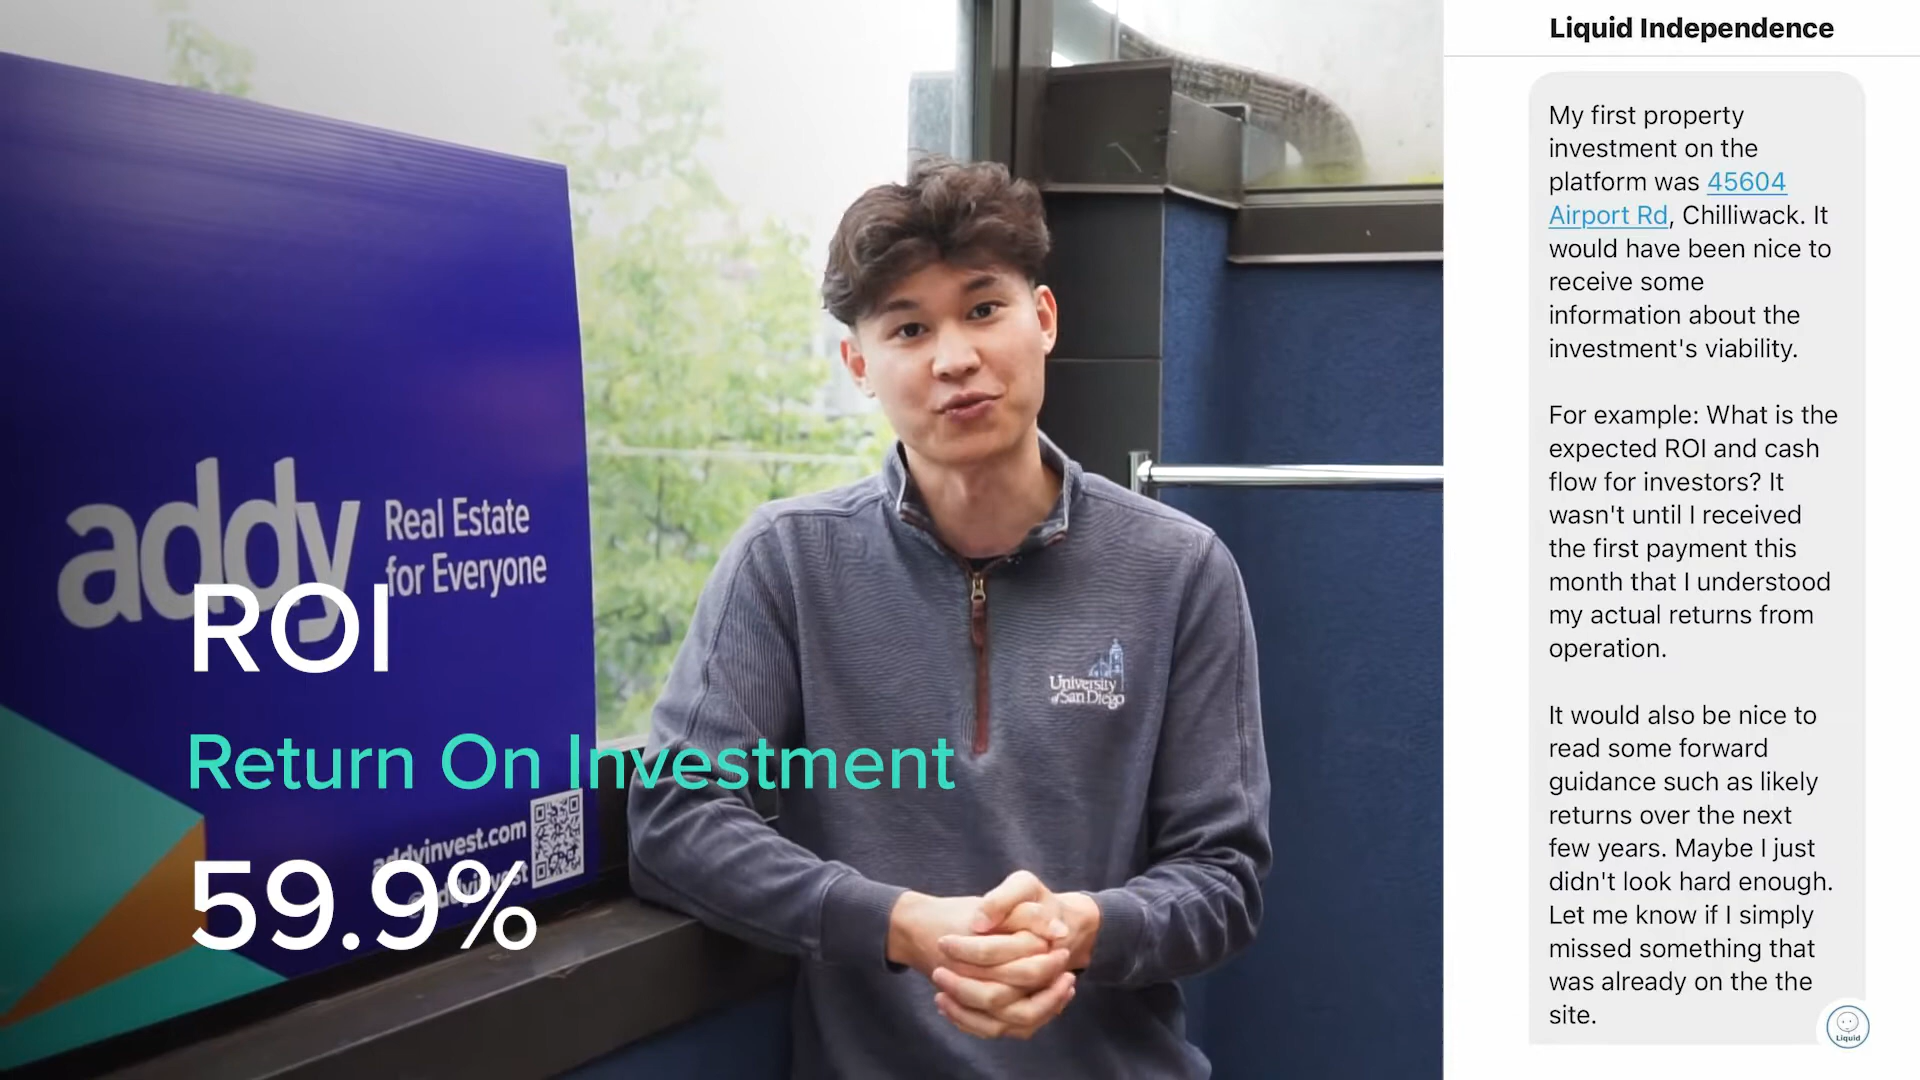 addy
Real Estate
for Everyone
ROI
Return On Investment
addyinvest.com
@addyinvest
59.9%
University
of San Diego
Liquid Independence
My first property
investment on the
platform was 45604
Airport Rd, Chilliwack. It
would have been nice to
receive some
information about the
investment's viability.
For example: What is the
expected ROI and cash
flow for investors? It
wasn't until I received
the first payment this
month that I understood
my actual returns from
operation.
It would also be nice to
read some forward
guidance such as likely
returns over the next
few years. Maybe I just
didn't look hard enough.
Let me know if I simply
missed something that
was already on the the
site.
Liquid